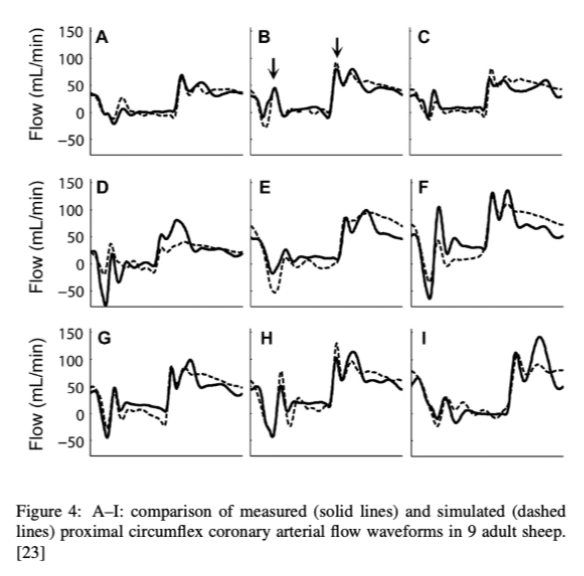 150 A B C
100
50
0
−50
Flow (mL/min)
150 D E F
100
50
0
−50
Flow (mL/min)
150 G H I
100
50
0
−50
Flow (mL/min)
Figure 4: A–I: comparison of measured (solid lines) and simulated (dashed
lines) proximal circumflex coronary arterial flow waveforms in 9 adult sheep.
[23]